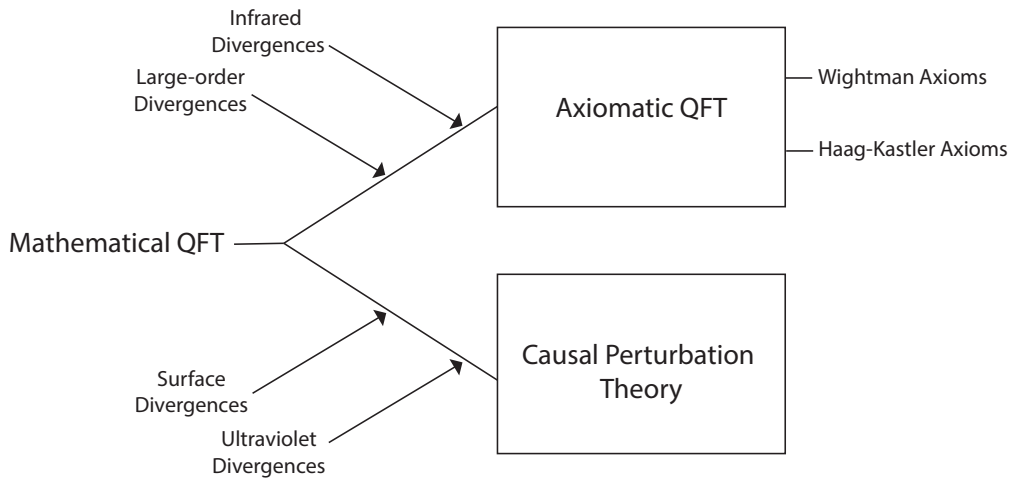 Infrared
Divergences
Large-order
Divergences
Axiomatic QFT
Wightman Axioms
Haag-Kastler Axioms
Mathematical QFT
Causal Perturbation
Theory
Surface
Divergences
Ultraviolet
Divergences